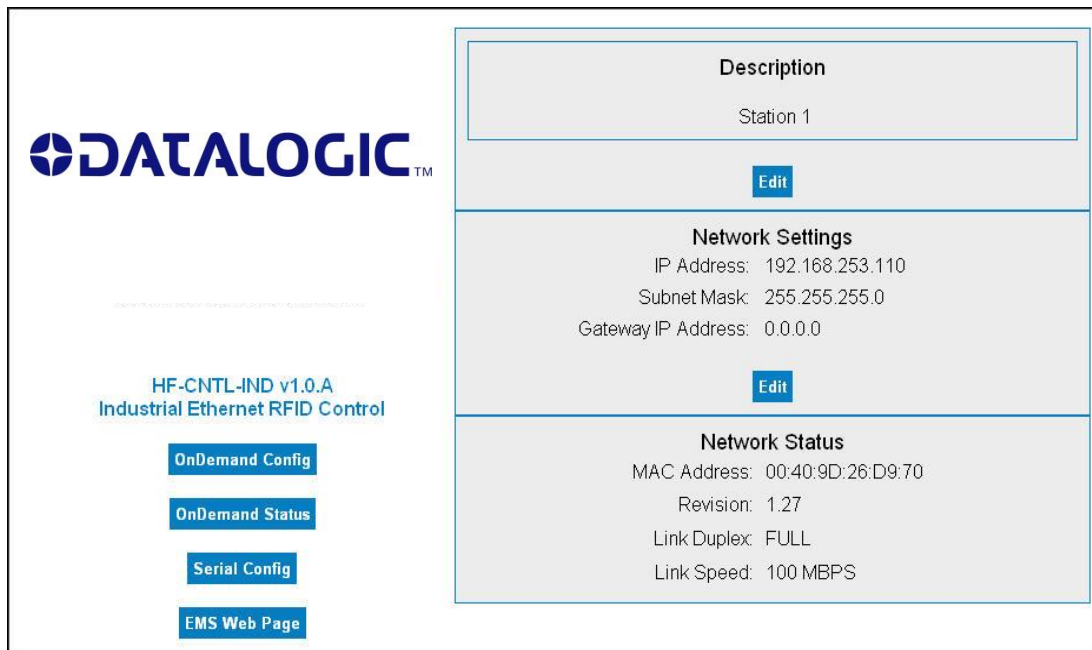 DATALOGIC™
HF-CNTL-IND v1.0.A
Industrial Ethernet RFID Control
OnDemand Config
OnDemand Status
Serial Config
EMS Web Page
Description
Station 1
Edit
Network Settings
IP Address: 192.168.253.110
Subnet Mask: 255.255.255.0
Gateway IP Address: 0.0.0.0
Edit
Network Status
MAC Address: 00:40:9D:26:D9:70
Revision: 1.27
Link Duplex: FULL
Link Speed: 100 MBPS